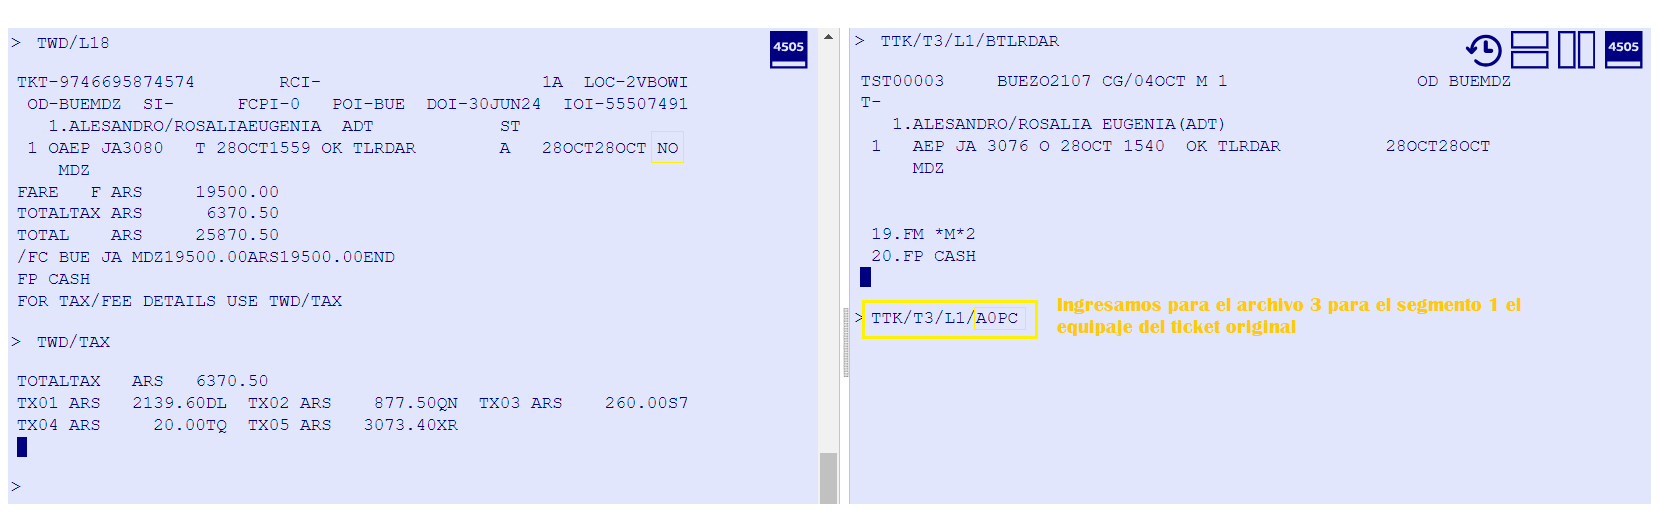 > TWD/L18
4505
TKT-9746695874574 RCI- 1A LOC-2VBOWI
OD-BUEMDZ SI- FCPI-0 POI-BUE DOI-30JUN24 IOI-55507491
1.ALESANDRO/ROSALIAEUGENIA ADT ST
1 OAEP JA3080 T 28OCT1559 OK TLRDAR A 28OCT28OCT NO
MDZ
FARE F ARS 19500.00
TOTALTAX ARS 6370.50
TOTAL ARS 25870.50
/FC BUE JA MDZ19500.00ARS19500.00END
FP CASH
FOR TAX/FEE DETAILS USE TWD/TAX
> TWD/TAX
TOTALTAX ARS 6370.50
TX01 ARS 2139.60DL TX02 ARS 877.50QN TX03 ARS 260.00S7
TX04 ARS 20.00TQ TX05 ARS 3073.40XR
>
> TTK/T3/L1/BTLRDAR
4505
TST00003 BUEZO2107 CG/04OCT M 1 OD BUEMDZ
T-
1.ALESANDRO/ROSALIA EUGENIA(ADT)
1 AEP JA 3076 O 28OCT 1540 OK TLRDAR 28OCT28OCT
MDZ
19.FM *M*2
20.FP CASH
> TTK/T3/L1/A0PC
Ingresamos para el archivo 3 para el segmento 1 el
equipaje del ticket original